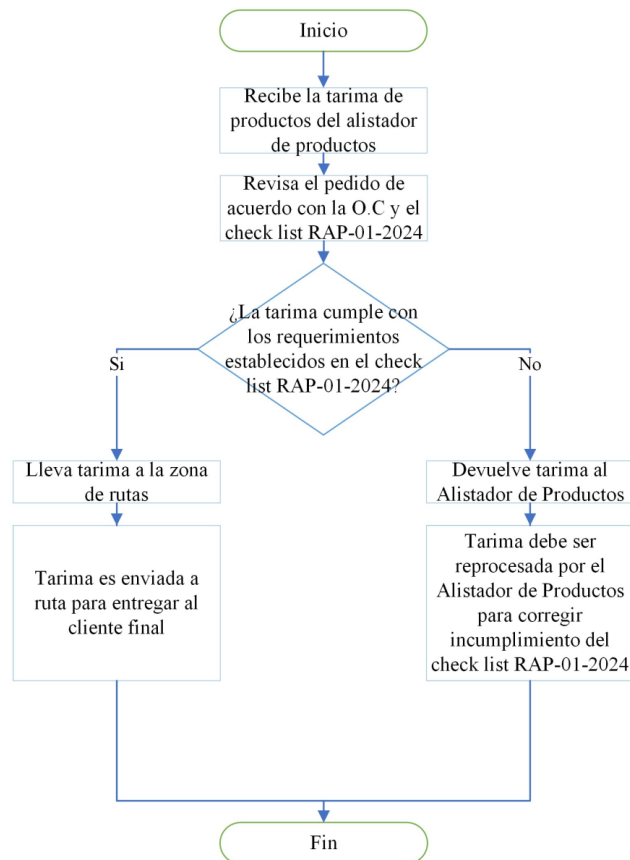 Inicio
Recibe la tarima de
productos del alistador
de productos
Revisa el pedido de
acuerdo con la O.C y el
check list RAP-01-2024
¿La tarima cumple con
los requerimientos
establecidos en el check
list RAP-01-2024?
Si
No
Lleva tarima a la zona
de rutas
Devuelve tarima al
Alistador de Productos
Tarima es enviada a
ruta para entregar al
cliente final
Tarima debe ser
reprocesada por el
Alistador de Productos
para corregir
incumplimiento del
check list RAP-01-2024
Fin